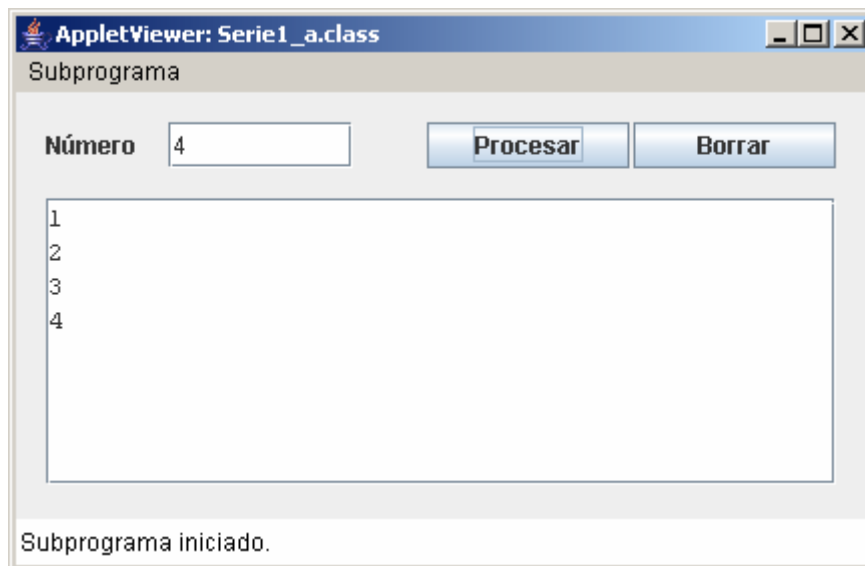 AppletViewer: Serie1_a.class
Subprograma
Número 4 Procesar Borrar
1
2
3
4
Subprograma iniciado.